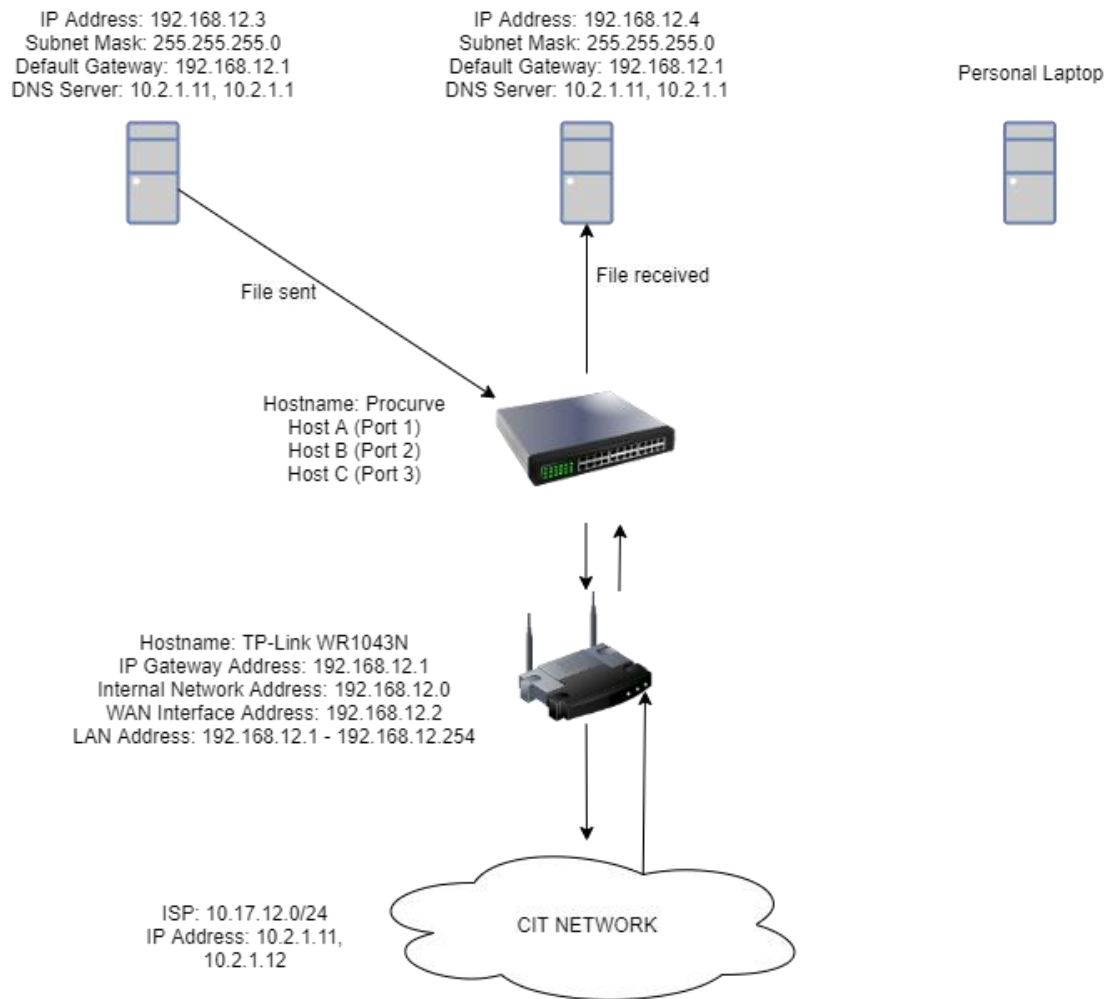 IP Address: 192.168.12.3
Subnet Mask: 255.255.255.0
Default Gateway: 192.168.12.1
DNS Server: 10.2.1.11, 10.2.1.1
IP Address: 192.168.12.4
Subnet Mask: 255.255.255.0
Default Gateway: 192.168.12.1
DNS Server: 10.2.1.11, 10.2.1.1
Personal Laptop
File sent
File received
Hostname: Procurve
Host A (Port 1)
Host B (Port 2)
Host C (Port 3)
Hostname: TP-Link WR1043N
IP Gateway Address: 192.168.12.1
Internal Network Address: 192.168.12.0
WAN Interface Address: 192.168.12.2
LAN Address: 192.168.12.1 - 192.168.12.254
ISP: 10.17.12.0/24
IP Address: 10.2.1.11,
10.2.1.12
CIT NETWORK